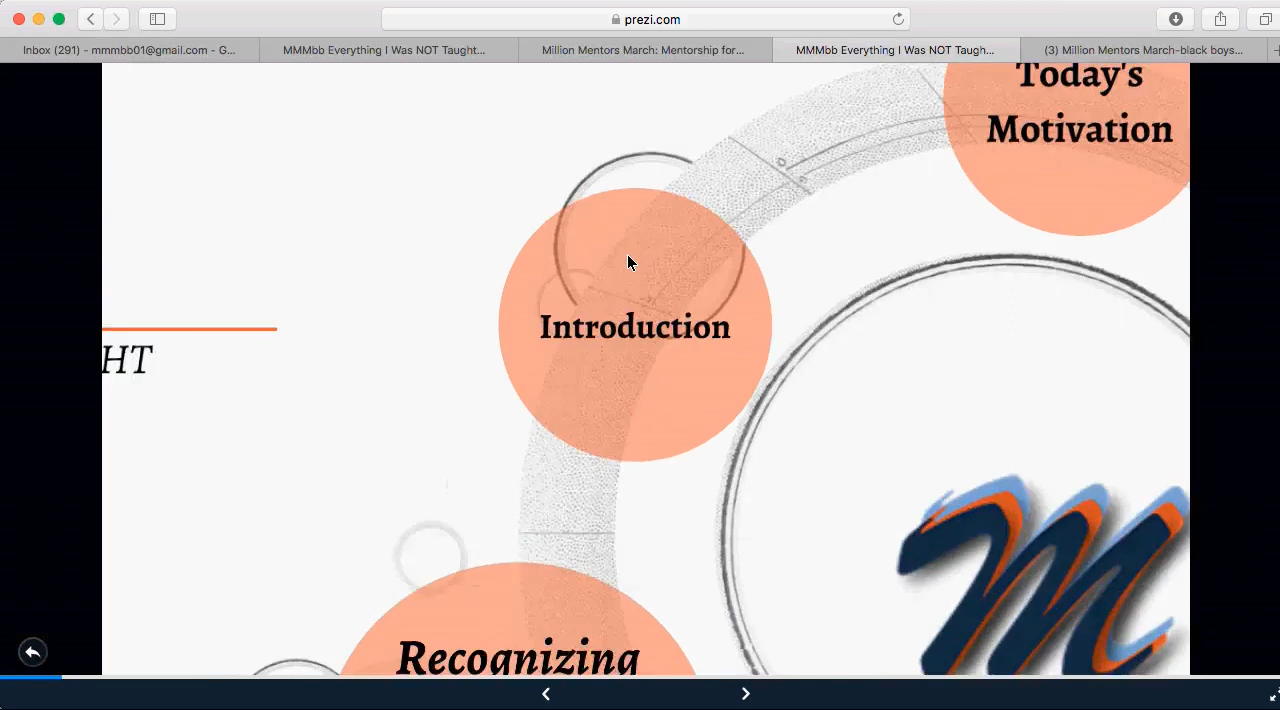 prezi.com
Inbox (291) - mmmbb01@gmail.com - G...
MMMbb Everything I Was NOT Taught...
Million Mentors March: Mentorship for...
MMMbb Everything I Was NOT Taugh...
(3) Million Mentors March-black boys...
Today's
Motivation
Introduction
HT
Recognizing
M